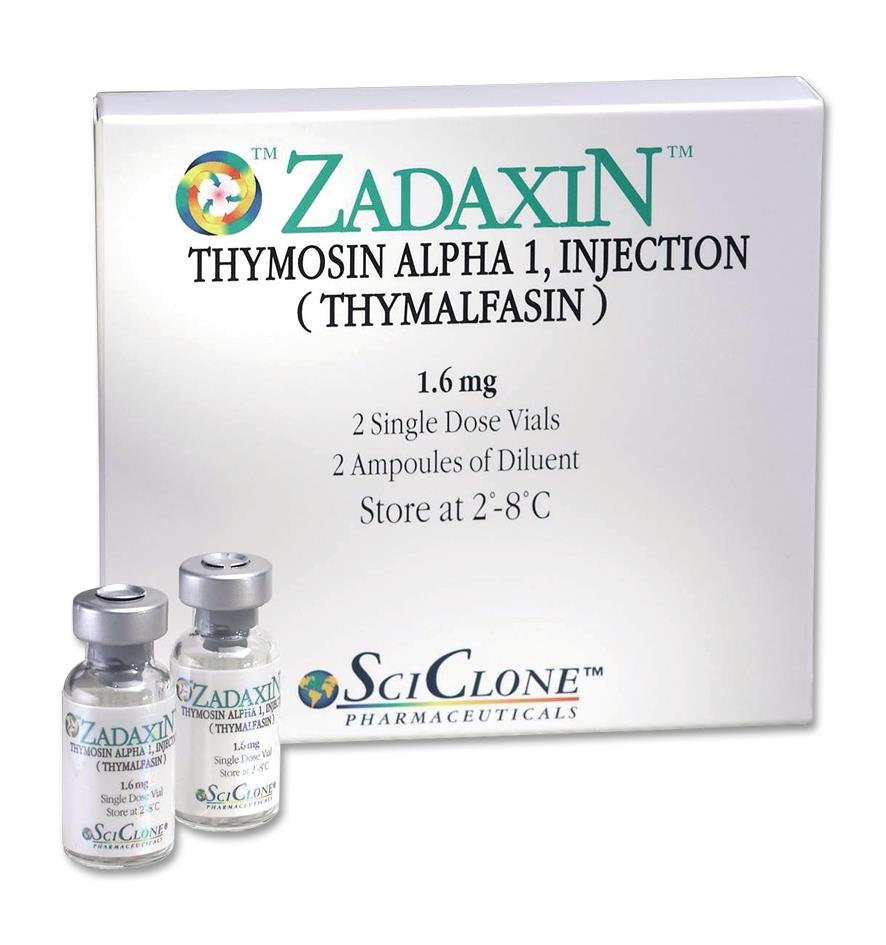 ™ ZADAXIN™
THYMOSIN ALPHA 1, INJECTION
( THYMALFASIN )
1.6 mg
2 Single Dose Vials
2 Ampoules of Diluent
Store at 2°-8°C
SCICLONE™
PHARMACEUTICALS
ZADAXIN
THYMOSIN ALPHA 1, INJEC
( THYMALFASIN )
1.6 mg
Single Dose Vial
Store at 2°-8°C
SCICLONE
PHARMACEUTICALS
ZADAXIN
THYMOSIN ALPHA 1, INJECTI
( THYMALFASIN )
1.6 mg
Single Dose Vial
Store at 2°-8°C
SCICLONE
PHARMACEUTICALS